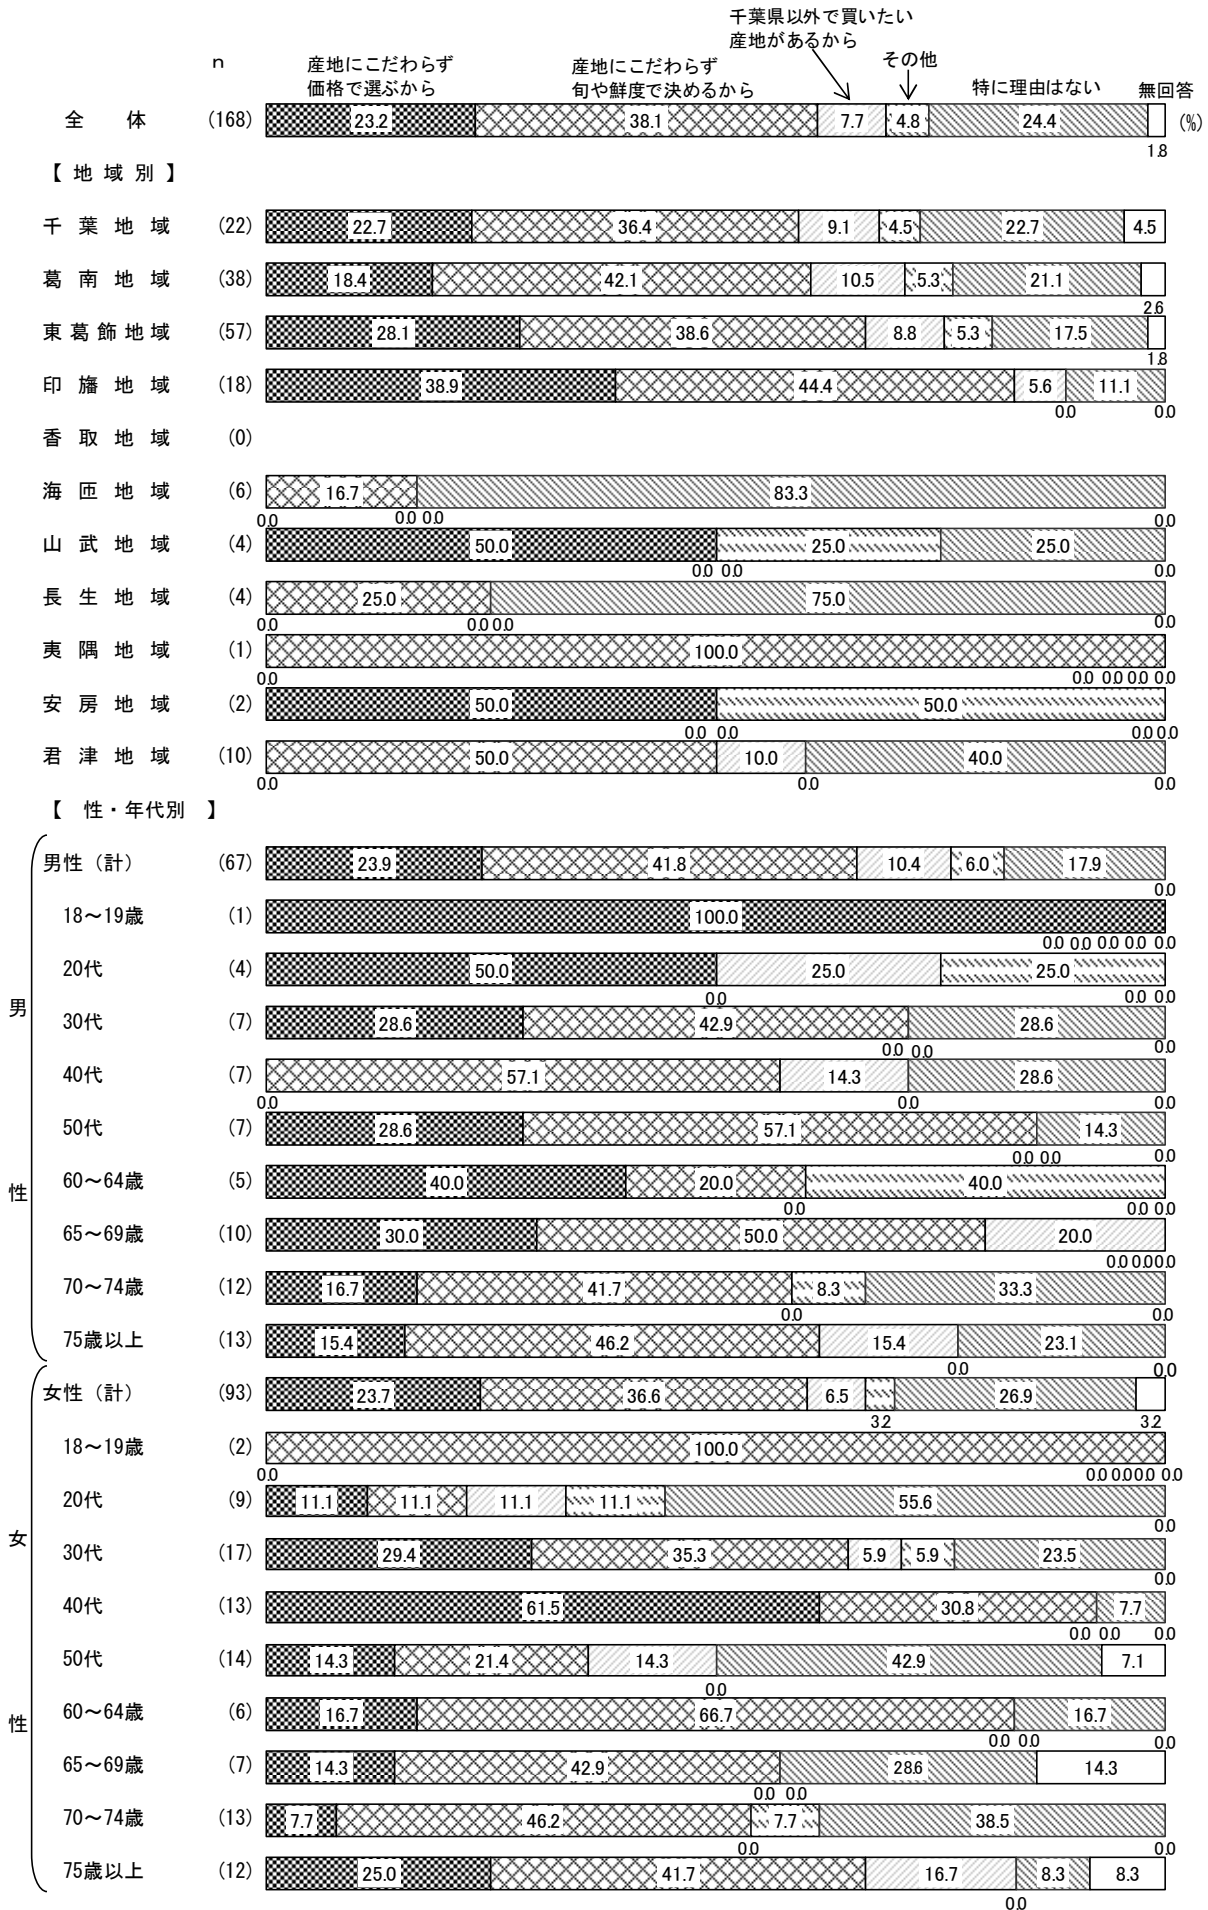 千葉県以外で買いたい
産地があるから
n
産地にこだわらず
価格で選ぶから
産地にこだわらず
旬や鮮度で決めるから
その他
特に理由はない
無回答
全体 (168) 23.2 38.1 7.7 4.8 24.4 (%)
1.8
【地域別】
千葉地域 (22) 22.7 36.4 9.1 4.5 22.7 4.5
葛南地域 (38) 18.4 42.1 10.5 5.3 21.1
2.6
東葛飾地域 (57) 28.1 38.6 8.8 5.3 17.5
1.8
印旛地域 (18) 38.9 44.4 5.6 11.1
0.0 0.0
香取地域 (0)
海匝地域 (6) 16.7 83.3
0.0 0.0 0.0 0.0
山武地域 (4) 50.0 25.0 25.0
0.0 0.0 0.0
長生地域 (4) 25.0 75.0
0.0 0.0 0.0 0.0
夷隅地域 (1) 100.0
0.0 0.0 0.0 0.0 0.0
安房地域 (2) 50.0 50.0
0.0 0.0 0.0 0.0
君津地域 (10) 50.0 10.0 40.0
0.0 0.0 0.0
【 性・年代別 】
男性（計） (67) 23.9 41.8 10.4 6.0 17.9
0.0
18～19歳 (1) 100.0
0.0 0.0 0.0 0.0 0.0
20代 (4) 50.0 25.0 25.0
0.0 0.0 0.0
男
30代 (7) 28.6 42.9 28.6
0.0 0.0 0.0
40代 (7) 57.1 14.3 28.6
0.0 0.0 0.0
50代 (7) 28.6 57.1 14.3
0.0 0.0 0.0
性
60～64歳 (5) 40.0 20.0 40.0
0.0 0.0 0.0
65～69歳 (10) 30.0 50.0 20.0
0.0 0.0 0.0
70～74歳 (12) 16.7 41.7 8.3 33.3
0.0 0.0
75歳以上 (13) 15.4 46.2 15.4 23.1
0.0 0.0
女性（計） (93) 23.7 36.6 6.5 26.9
3.2 3.2
18～19歳 (2) 100.0
0.0 0.0 0.0 0.0 0.0
20代 (9) 11.1 11.1 11.1 11.1 55.6
0.0
女
30代 (17) 29.4 35.3 5.9 5.9 23.5
0.0
40代 (13) 61.5 30.8 7.7
0.0 0.0 0.0
50代 (14) 14.3 21.4 14.3 42.9 7.1
0.0
性
60～64歳 (6) 16.7 66.7 16.7
0.0 0.0 0.0
65～69歳 (7) 14.3 42.9 28.6 14.3
0.0 0.0
70～74歳 (13) 7.7 46.2 7.7 38.5
0.0 0.0
75歳以上 (12) 25.0 41.7 16.7 8.3 8.3
0.0